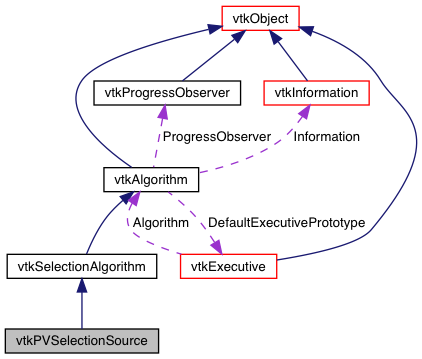 vtkObject
vtkProgressObserver
vtkInformation
ProgressObserver
Information
vtkAlgorithm
Algorithm
DefaultExecutivePrototype
vtkSelectionAlgorithm
vtkExecutive
vtkPVSelectionSource